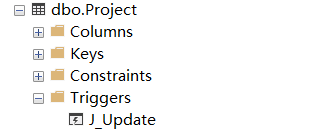 dbo.Project
Columns
Keys
Constraints
Triggers
J_Update